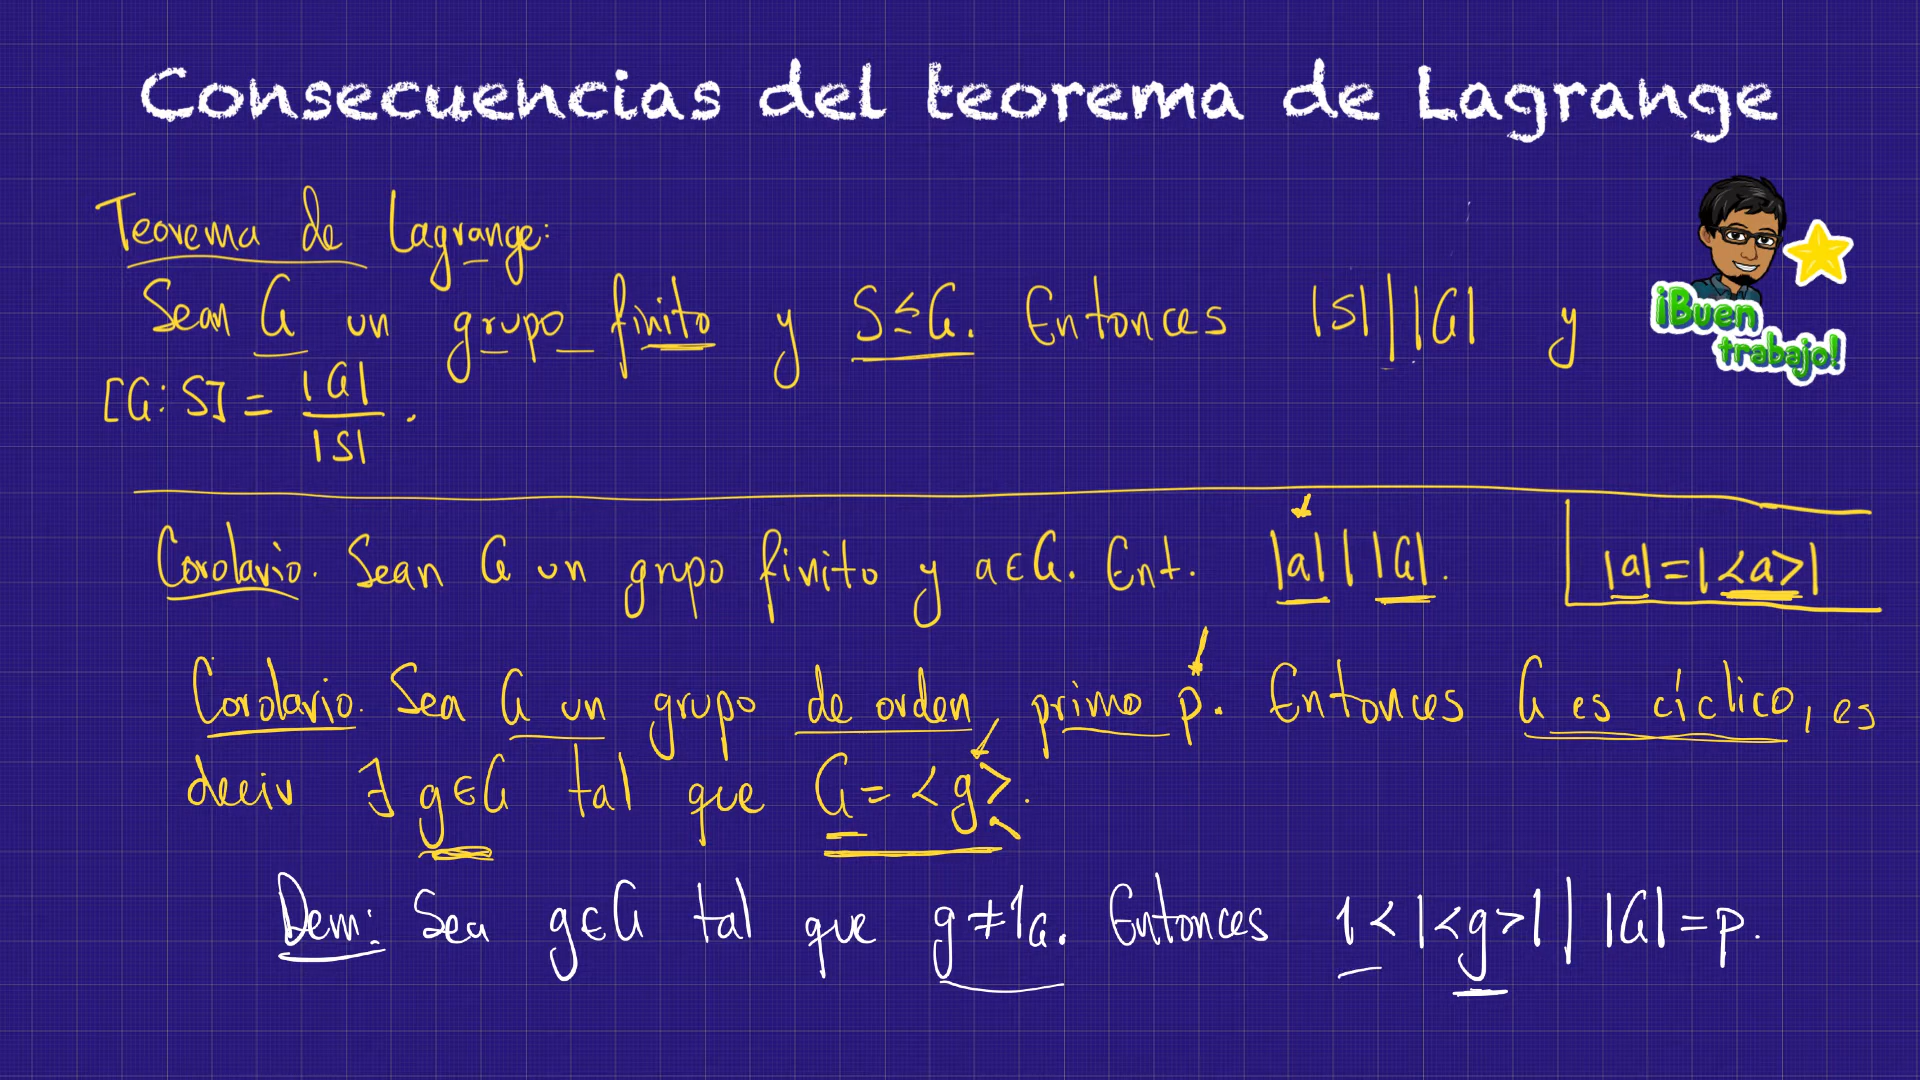 Consecuencias del teorema de Lagrange
Teorema de Lagrange:
Sean G un grupo finito y S≤G. Entonces |S| | |G| y
[G:S] = |G| / |S| .
¡Buen
trabajo!
Corolario. Sean G un grupo finito y a∈G. Ent. |a| | |G|.
|a|=|<a>|
Corolario. Sea G un grupo de orden primo p. Entonces G es cíclico, es
decir ∃ g∈G tal que G=<g>.
Dem: Sea g∈G tal que g≠1G. Entonces 1<|<g>| | |G|=p.